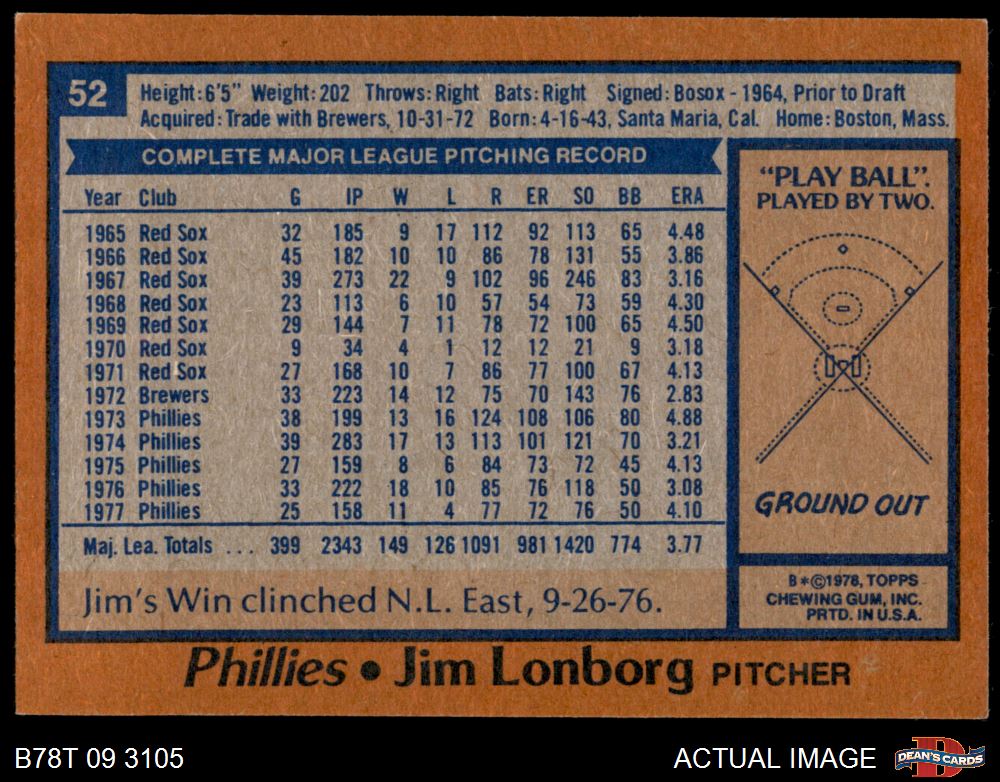 52
Height: 6'5" Weight: 202 Throws: Right Bats: Right Signed: Bosox - 1964, Prior to Draft
Acquired: Trade with Brewers, 10-31-72 Born: 4-16-43, Santa Maria, Cal. Home: Boston, Mass.
COMPLETE MAJOR LEAGUE PITCHING RECORD
Year Club G IP W L R ER SO BB ERA
1965 Red Sox 32 185 9 17 112 92 113 65 4.48
1966 Red Sox 45 182 10 10 86 78 131 55 3.86
1967 Red Sox 39 273 22 9 102 96 246 83 3.16
1968 Red Sox 23 113 6 10 57 54 73 59 4.30
1969 Red Sox 29 144 7 11 78 72 100 65 4.50
1970 Red Sox 9 34 4 1 12 12 21 9 3.18
1971 Red Sox 27 168 10 7 86 77 100 67 4.13
1972 Brewers 33 223 14 12 75 70 143 76 2.83
1973 Phillies 38 199 13 16 124 108 106 80 4.88
1974 Phillies 39 283 17 13 113 101 121 70 3.21
1975 Phillies 27 159 8 6 84 73 72 45 4.13
1976 Phillies 33 222 18 10 85 76 118 50 3.08
1977 Phillies 25 158 11 4 77 72 76 50 4.10
Maj. Lea. Totals ... 399 2343 149 126 1091 981 1420 774 3.77
Jim's Win clinched N.L. East, 9-26-76.
"PLAY BALL".
PLAYED BY TWO.
GROUND OUT
B*©1978, TOPPS
CHEWING GUM, INC.
PRTD. IN U.S.A.
Phillies • Jim Lonborg PITCHER
B78T 09 3105
ACTUAL IMAGE
D
DEAN'S CARDS